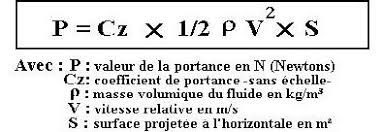 P = Cz × 1/2 ρ V² × S
Avec : P : valeur de la portance en N (Newtons)
Cz: coefficient de portance -sans échelle-
ρ : masse volumique du fluide en kg/m³
V : vitesse relative en m/s
S : surface projetée à l'horizontale en m²